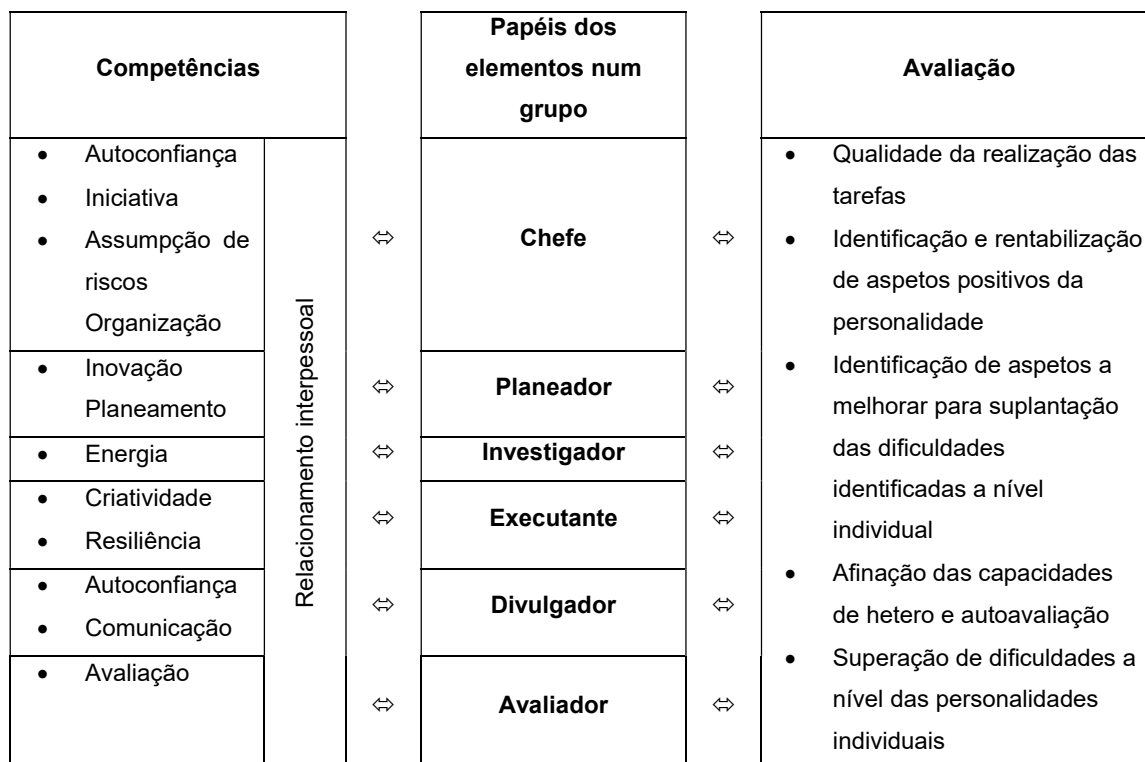 Competências
Papéis dos
elementos num
grupo
Avaliação
• Autoconfiança
• Iniciativa
• Assumpção de
riscos
Organização
• Inovação
Planeamento
• Energia
• Criatividade
• Resiliência
• Autoconfiança
• Comunicação
• Avaliação
Relacionamento interpessoal
⇔ Chefe ⇔
⇔ Planeador ⇔
⇔ Investigador ⇔
⇔ Executante ⇔
⇔ Divulgador ⇔
⇔ Avaliador ⇔
• Qualidade da realização das
tarefas
• Identificação e rentabilização
de aspetos positivos da
personalidade
• Identificação de aspetos a
melhorar para suplantação
das dificuldades
identificadas a nível
individual
• Afinação das capacidades
de hetero e autoavaliação
• Superação de dificuldades a
nível das personalidades
individuais